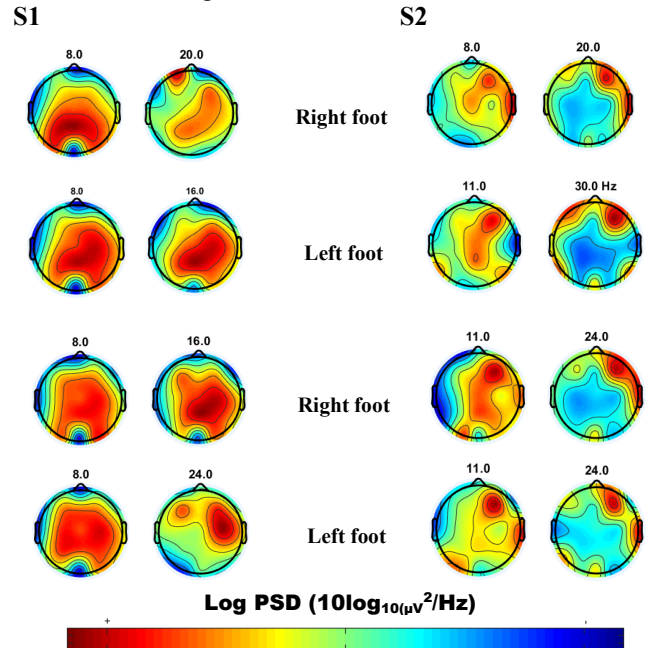 S1 S2
8.0 20.0 8.0 20.0
Right foot
8.0 16.0 11.0 30.0 Hz
Left foot
8.0 16.0 11.0 24.0
Right foot
8.0 24.0 11.0 24.0
Left foot
Log PSD (10log10(µV2/Hz)
+ -